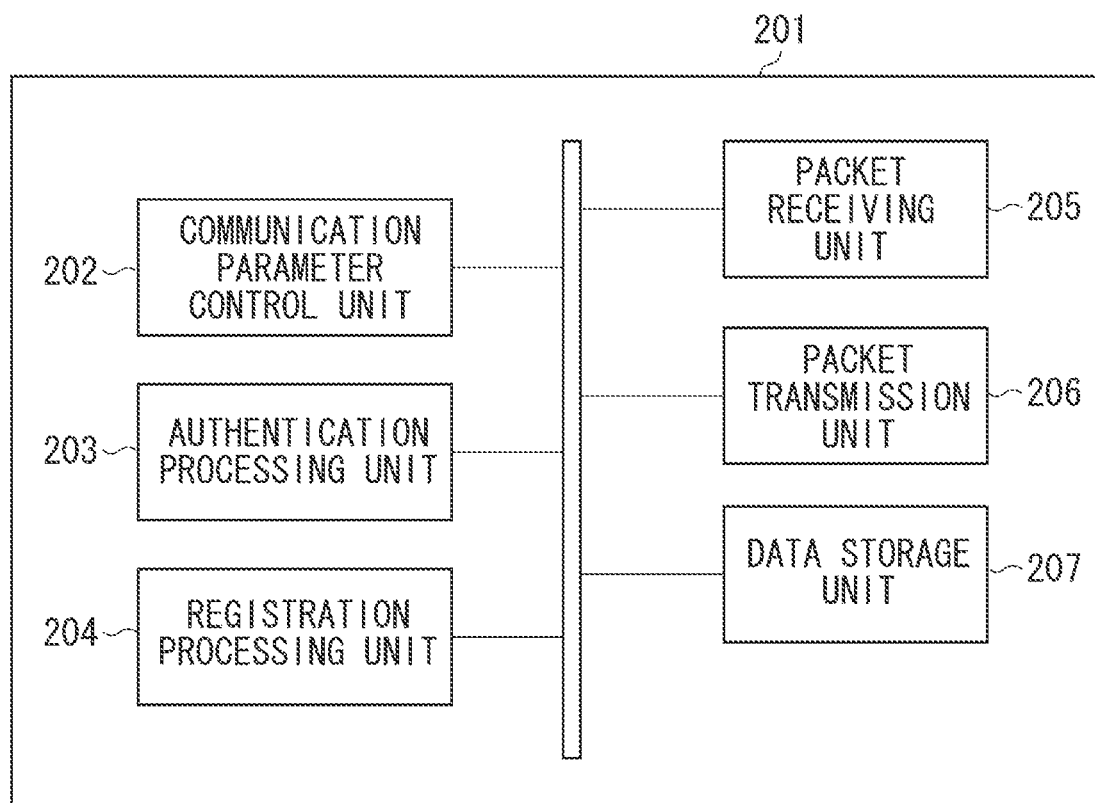 201
202
COMMUNICATION
PARAMETER
CONTROL UNIT
203
AUTHENTICATION
PROCESSING UNIT
204
REGISTRATION
PROCESSING UNIT
PACKET
RECEIVING
UNIT
205
PACKET
TRANSMISSION
UNIT
206
DATA STORAGE
UNIT
207